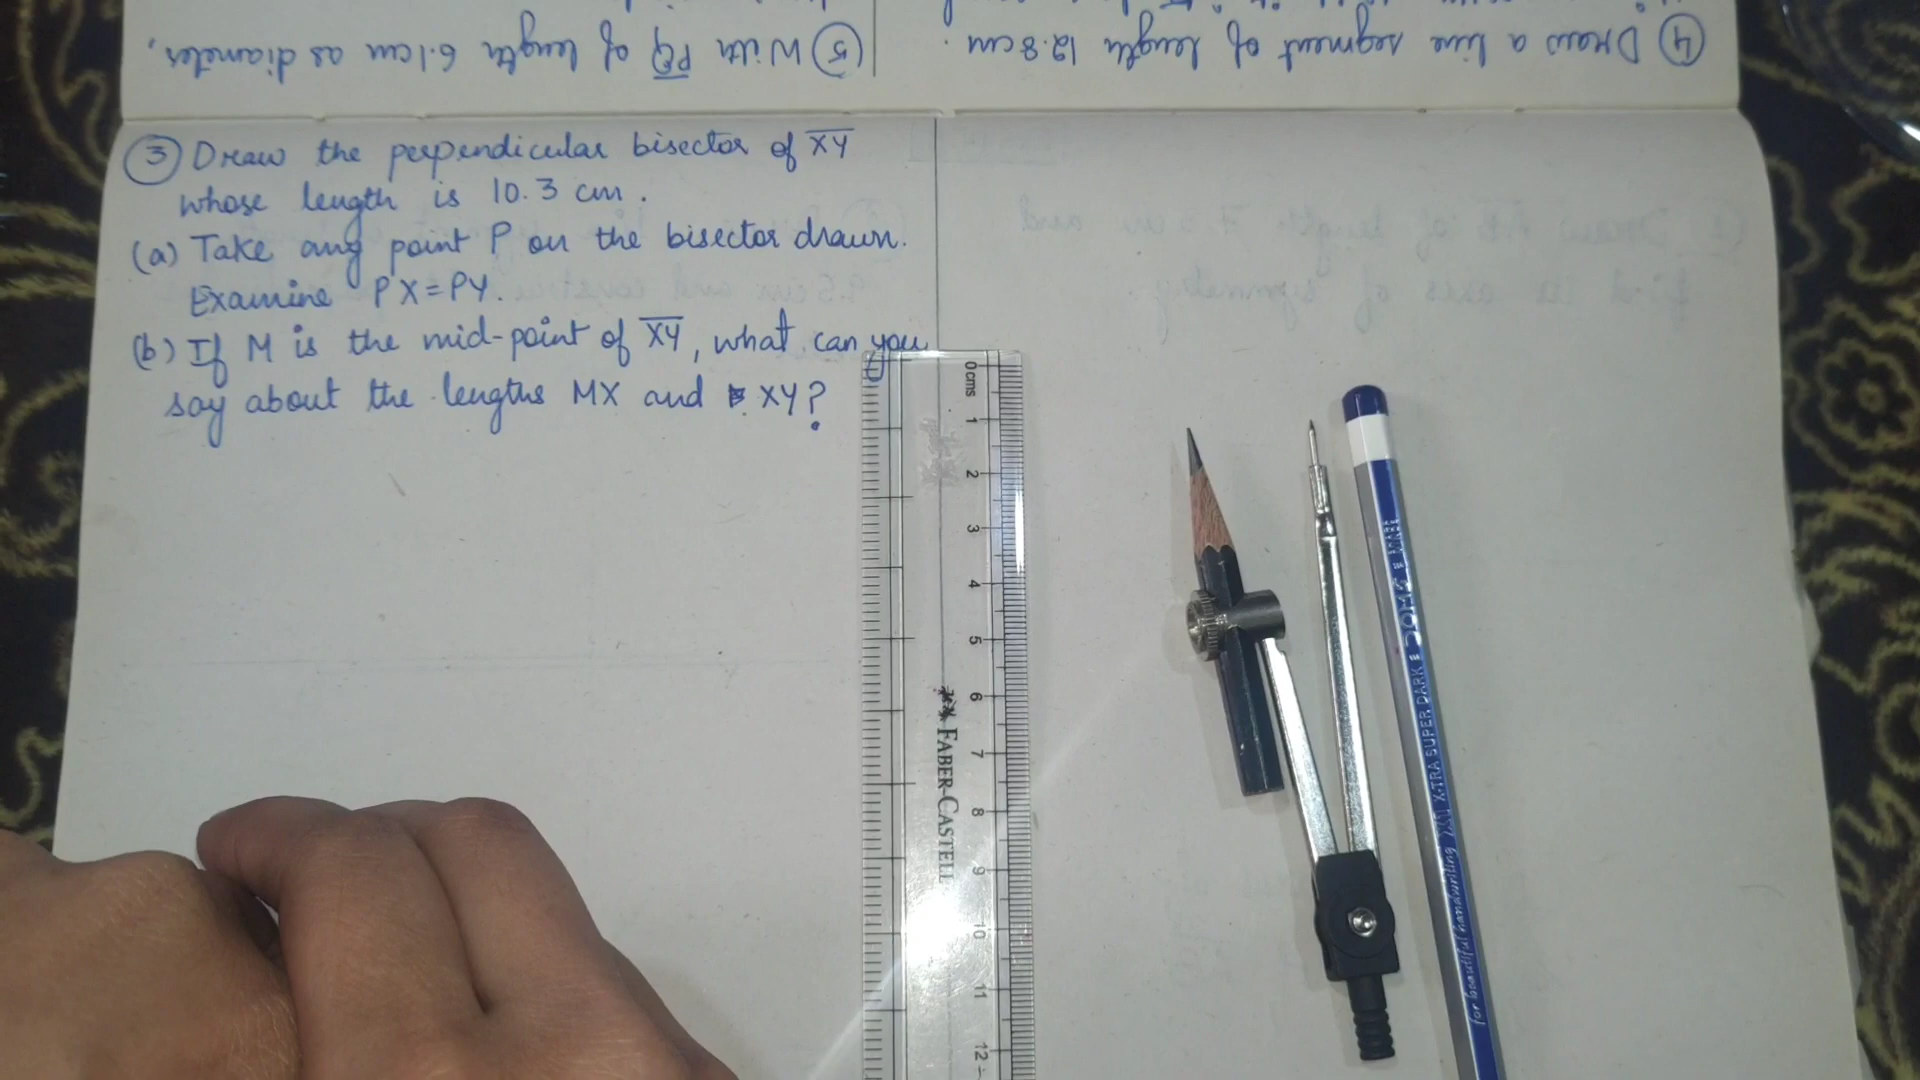 ④ Draw a line segment of length 12.8 cm.
⑤ With PQ of length 6.1cm as diameter,
③ Draw the perpendicular bisector of XY
whose length is 10.3 cm.
(a) Take any point P on the bisector drawn.
Examine PX=PY.
(b) If M is the mid-point of XY, what can you
say about the lengths MX and XY?
0 cms 1 2 3 4 5 6 7 8 9 10 11 12
FABER-CASTELL
for beautiful handwriting X1 X-TRA SUPER DARK DOMS